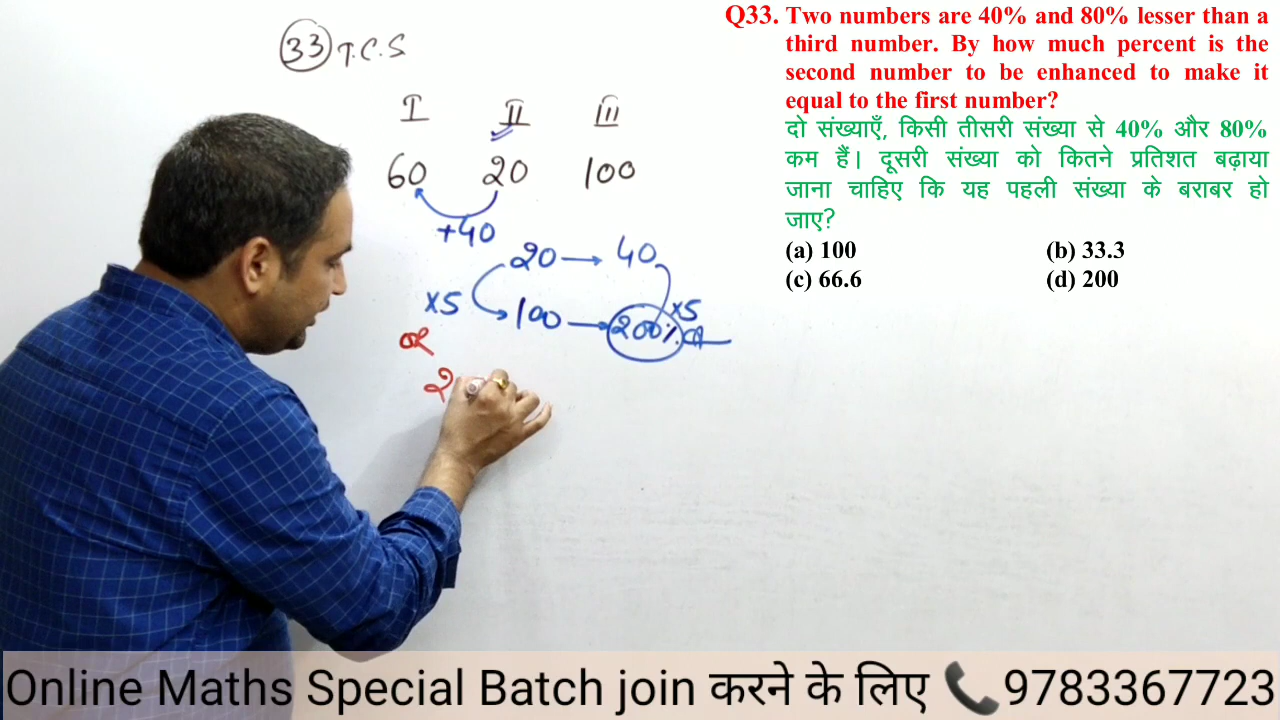 33 T.C.S
I II III
60 20 100
+40
20 → 40
×5 100 → 200% ×5
or
2
Q33. Two numbers are 40% and 80% lesser than a
third number. By how much percent is the
second number to be enhanced to make it
equal to the first number?
दो संख्याएँ, किसी तीसरी संख्या से 40% और 80%
कम हैं। दूसरी संख्या को कितने प्रतिशत बढ़ाया
जाना चाहिए कि यह पहली संख्या के बराबर हो
जाए?
(a) 100 (b) 33.3
(c) 66.6 (d) 200
Online Maths Special Batch join करने के लिए 📞9783367723